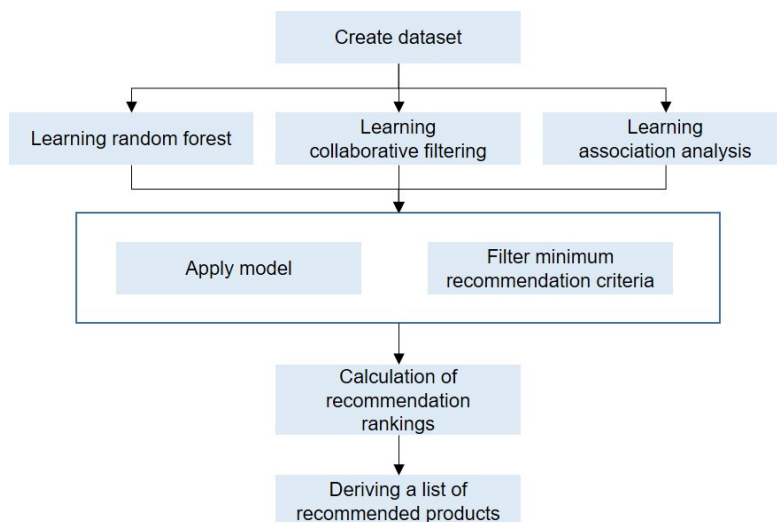 Create dataset
Learning random forest
Learning
collaborative filtering
Learning
association analysis
Apply model
Filter minimum
recommendation criteria
Calculation of
recommendation
rankings
Deriving a list of
recommended products